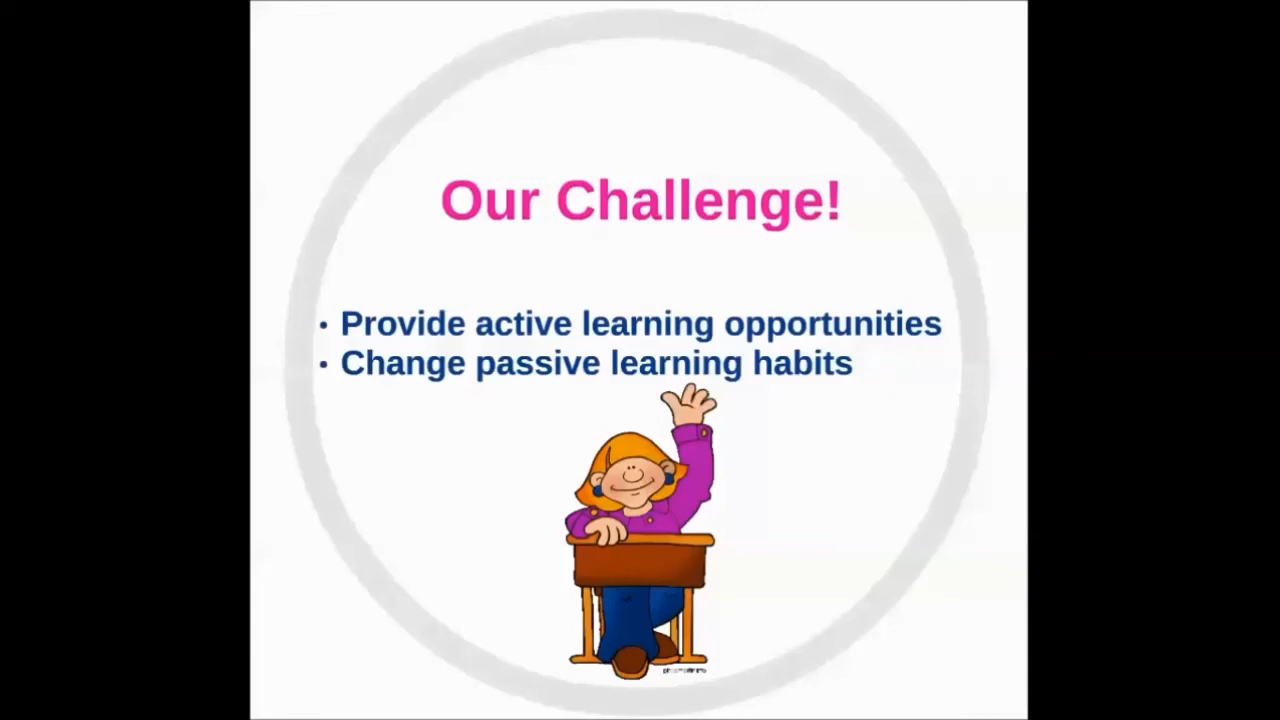 Our Challenge!
• Provide active learning opportunities
• Change passive learning habits